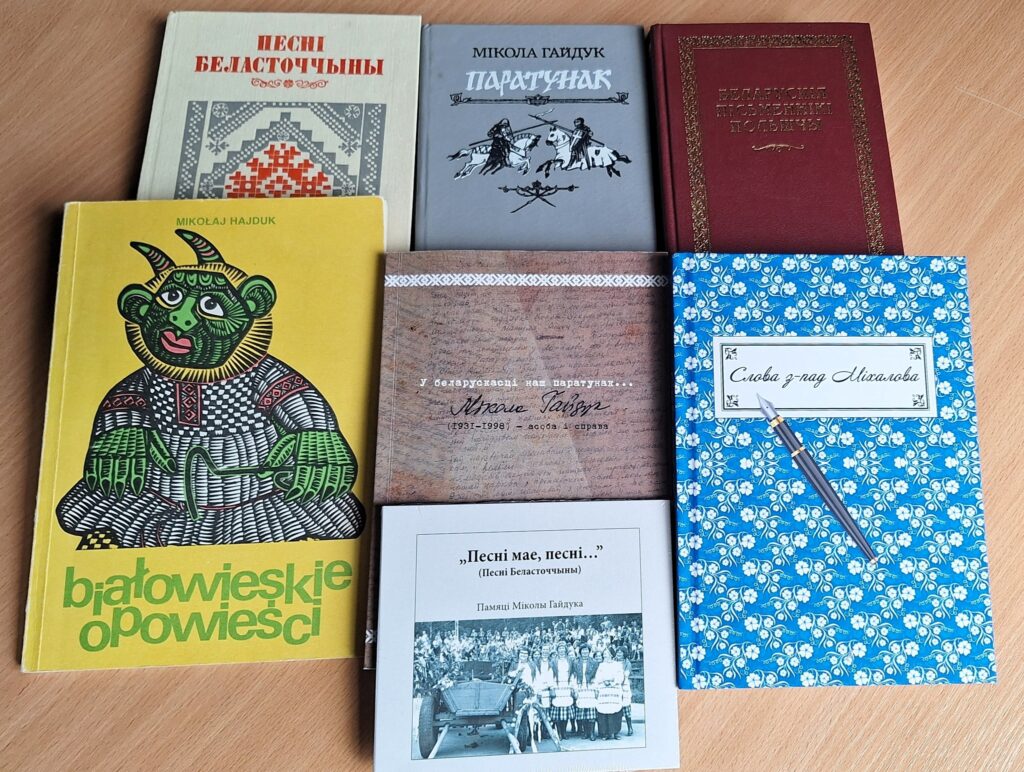 ПЕСНІ
БЕЛАСТОЧЧЫНЫ
МІКОЛА ГАЙДУК
ПАРАТУНАК
БЕЛАРУСКІЯ
ПІСЬМЕННІКІ
ПОЛЬШЧЫ
MIKOŁAJ HAJDUK
białowieskie
opowieści
У беларускасці наш паратунак...
Мікола Гайдук
(1931-1998) – асоба і справа
Слова з-пад Міхалова
„Песні мае, песні...”
(Песні Беласточчыны)
Памяці Міколы Гайдука